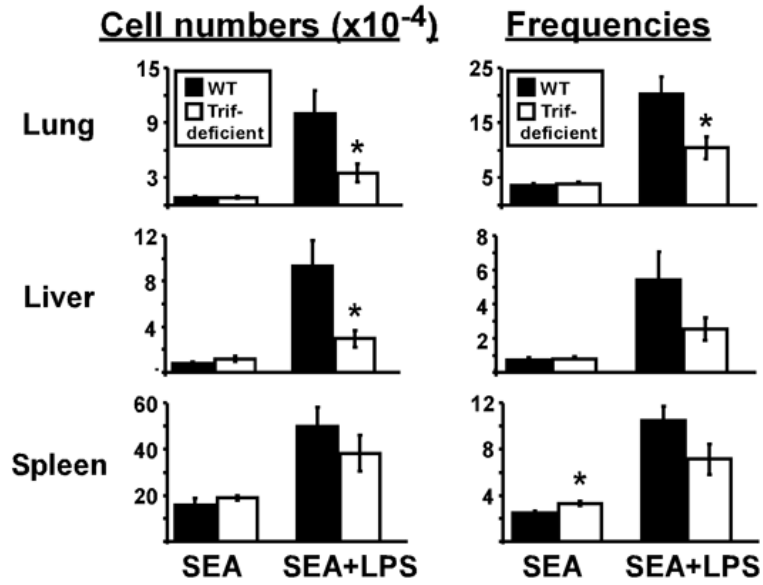 Cell numbers (x10-4) Frequencies
Lung
15
9
3
WT
Trif-
deficient
*
25
15
5
WT
Trif-
deficient
*
Liver
12
8
4
-
*
8
6
4
2
Spleen
60
40
20
12
8
4
*
SEA SEA+LPS SEA SEA+LPS